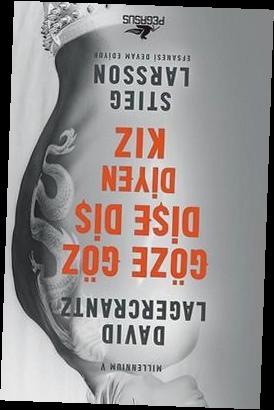 MILLENNIUM V
DAVID
LAGERCRANTZ
GÖZE GÖZ
DİŞE DİŞ
DİYEN
KIZ
STIEG
LARSSON
EFSANESİ DEVAM EDİYOR
PEGASUS